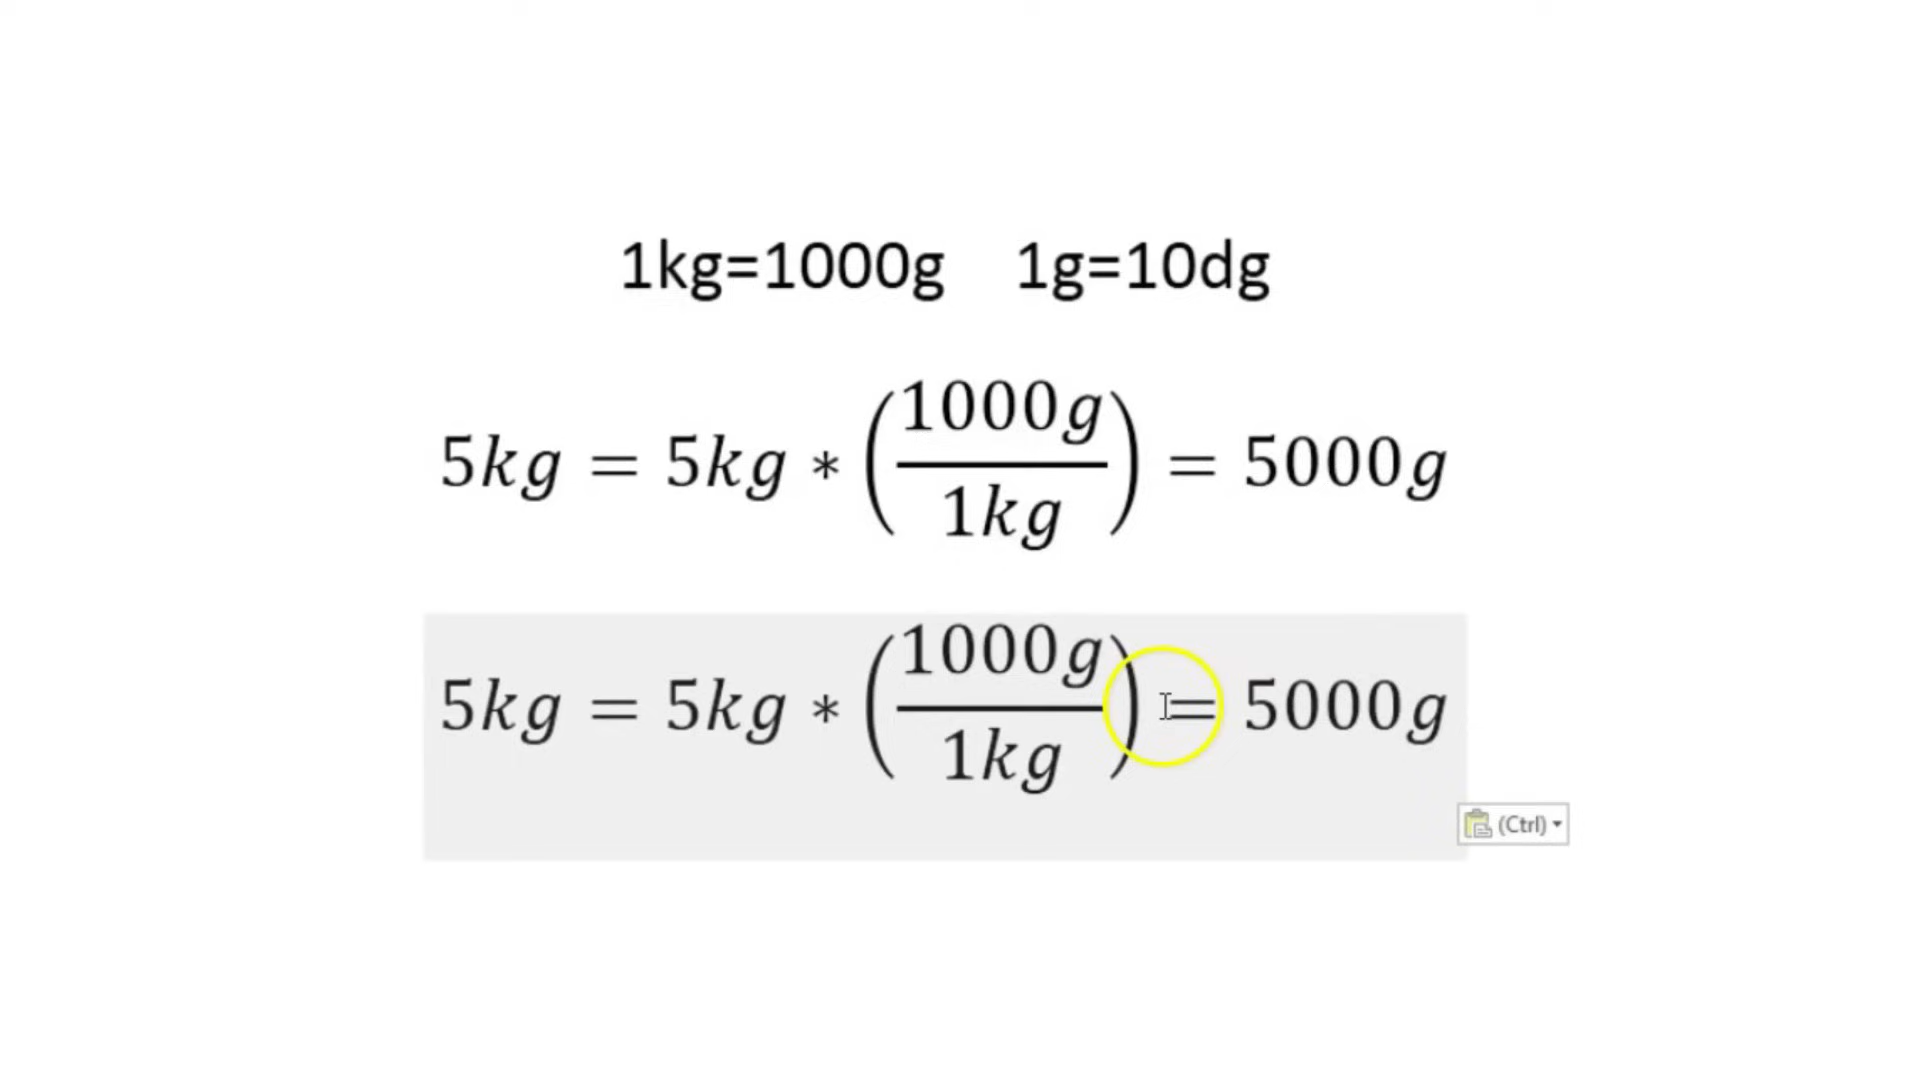 1kg=1000g 1g=10dg
5kg = 5kg * (1000g/1kg) = 5000g
5kg = 5kg * (1000g/1kg) = 5000g
(Ctrl)